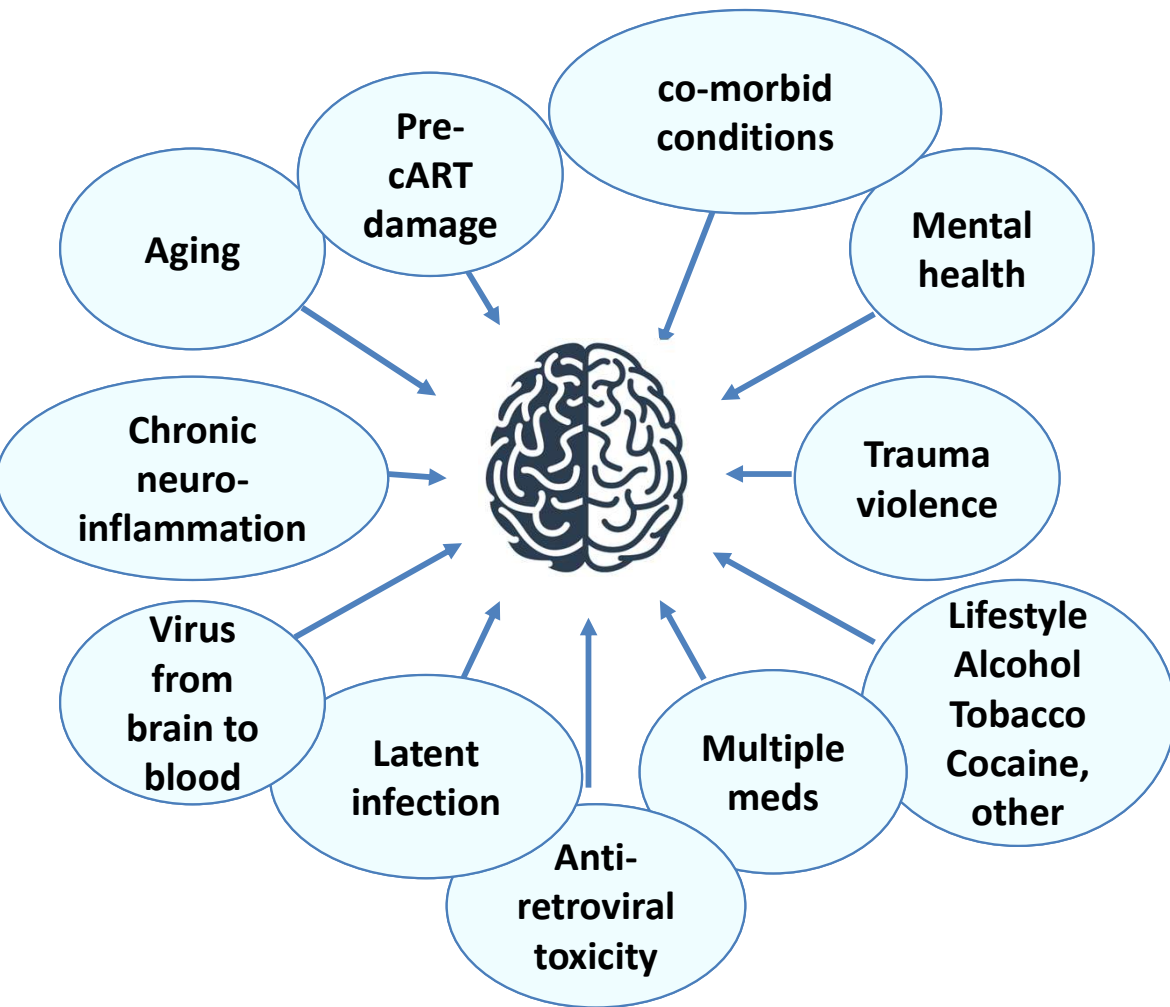 co-morbid
conditions
Pre-
cART
damage
Aging
Mental
health
Chronic
neuro-
inflammation
Trauma
violence
Virus
from
brain to
blood
Latent
infection
Anti-
retroviral
toxicity
Multiple
meds
Lifestyle
Alcohol
Tobacco
Cocaine,
other